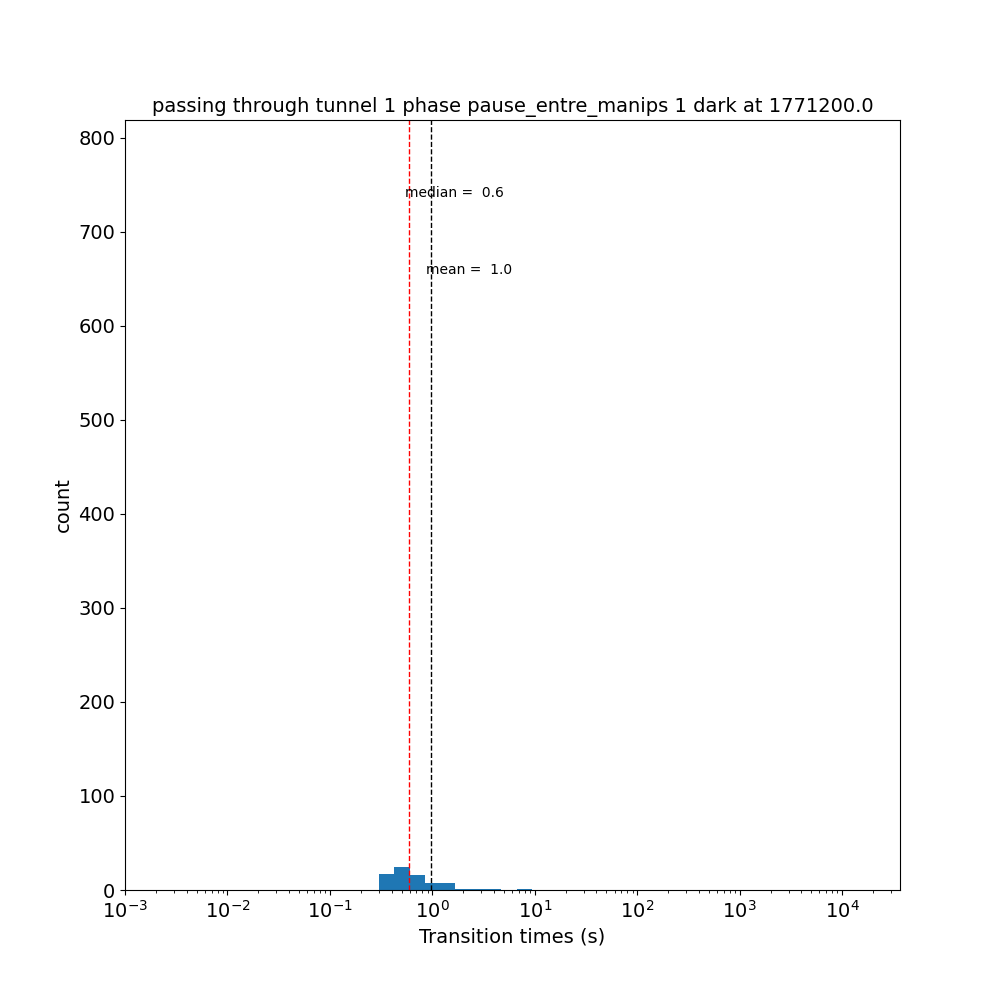 passing through tunnel 1 phase pause_entre_manips 1 dark at 1771200.0
800
median =  0.6
700
mean =  1.0
600
500
400
300
200
100
0
count
10^-3 10^-2 10^-1 10^0 10^1 10^2 10^3 10^4
Transition times (s)